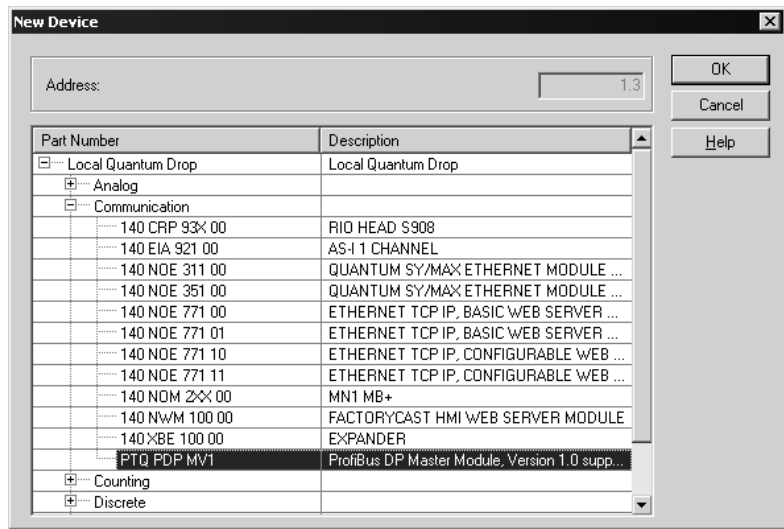 New Device
Address: 1.3
OK
Cancel
Help
Part Number Description
Local Quantum Drop Local Quantum Drop
Analog
Communication
140 CRP 93X 00 RIO HEAD S908
140 EIA 921 00 AS-I 1 CHANNEL
140 NOE 311 00 QUANTUM SY/MAX ETHERNET MODULE ...
140 NOE 351 00 QUANTUM SY/MAX ETHERNET MODULE ...
140 NOE 771 00 ETHERNET TCP IP, BASIC WEB SERVER ...
140 NOE 771 01 ETHERNET TCP IP, BASIC WEB SERVER ...
140 NOE 771 10 ETHERNET TCP IP, CONFIGURABLE WEB ...
140 NOE 771 11 ETHERNET TCP IP, CONFIGURABLE WEB ...
140 NOM 2XX 00 MN1 MB+
140 NWM 100 00 FACTORYCAST HMI WEB SERVER MODULE
140 XBE 100 00 EXPANDER
PTQ PDP MV1 ProfiBus DP Master Module, Version 1.0 supp...
Counting
Discrete